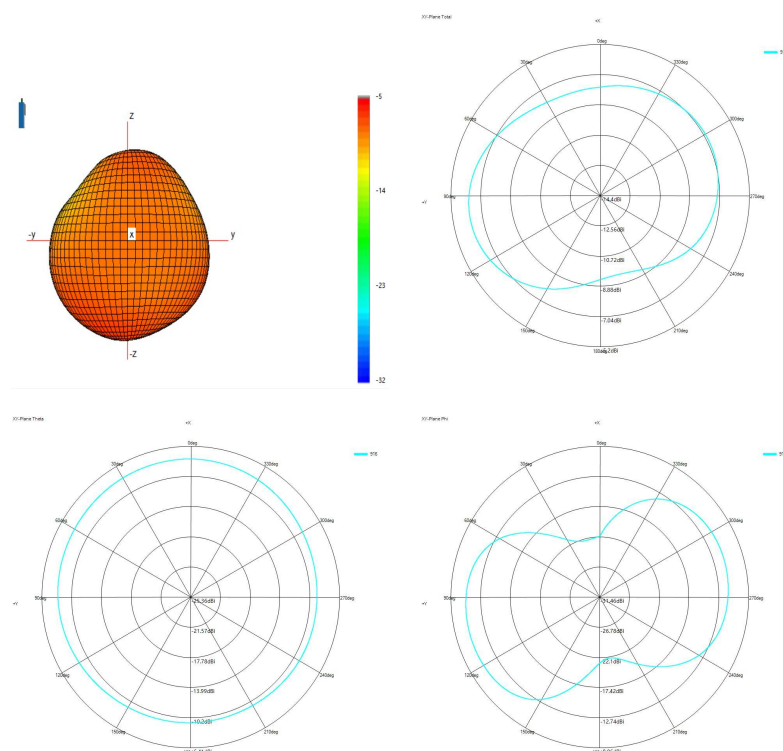 XY-Plane Total
+X
0deg
30deg
330deg
60deg
300deg
90deg
270deg
120deg
240deg
150deg
210deg
180deg
+Y
-14.4dBi
-12.56dBi
-10.72dBi
-8.88dBi
-7.04dBi
z
-y
x
y
-z
-5
-14
-23
-32
XY-Plane Theta
+X
0deg
916
30deg
330deg
60deg
300deg
90deg
270deg
120deg
240deg
150deg
210deg
+Y
-25.36dBi
-21.57dBi
-17.78dBi
-13.99dBi
-10.2dBi
XY-Plane Phi
+X
0deg
30deg
330deg
60deg
300deg
90deg
270deg
120deg
240deg
150deg
210deg
+Y
-31.46dBi
-26.78dBi
-22.1dBi
-17.42dBi
-12.74dBi